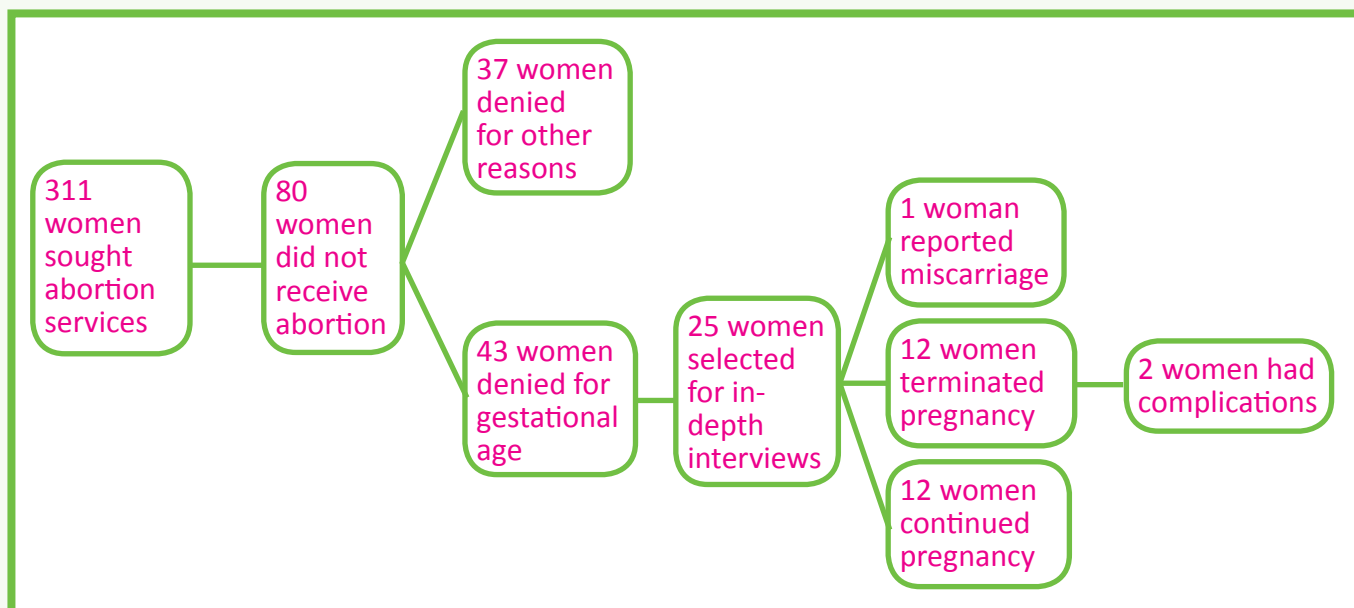 311
women
sought
abortion
services
80
women
did not
receive
abortion
37 women
denied
for other
reasons
43 women
denied for
gestational
age
25 women
selected
for in-
depth
interviews
1 woman
reported
miscarriage
12 women
terminated
pregnancy
12 women
continued
pregnancy
2 women had
complications